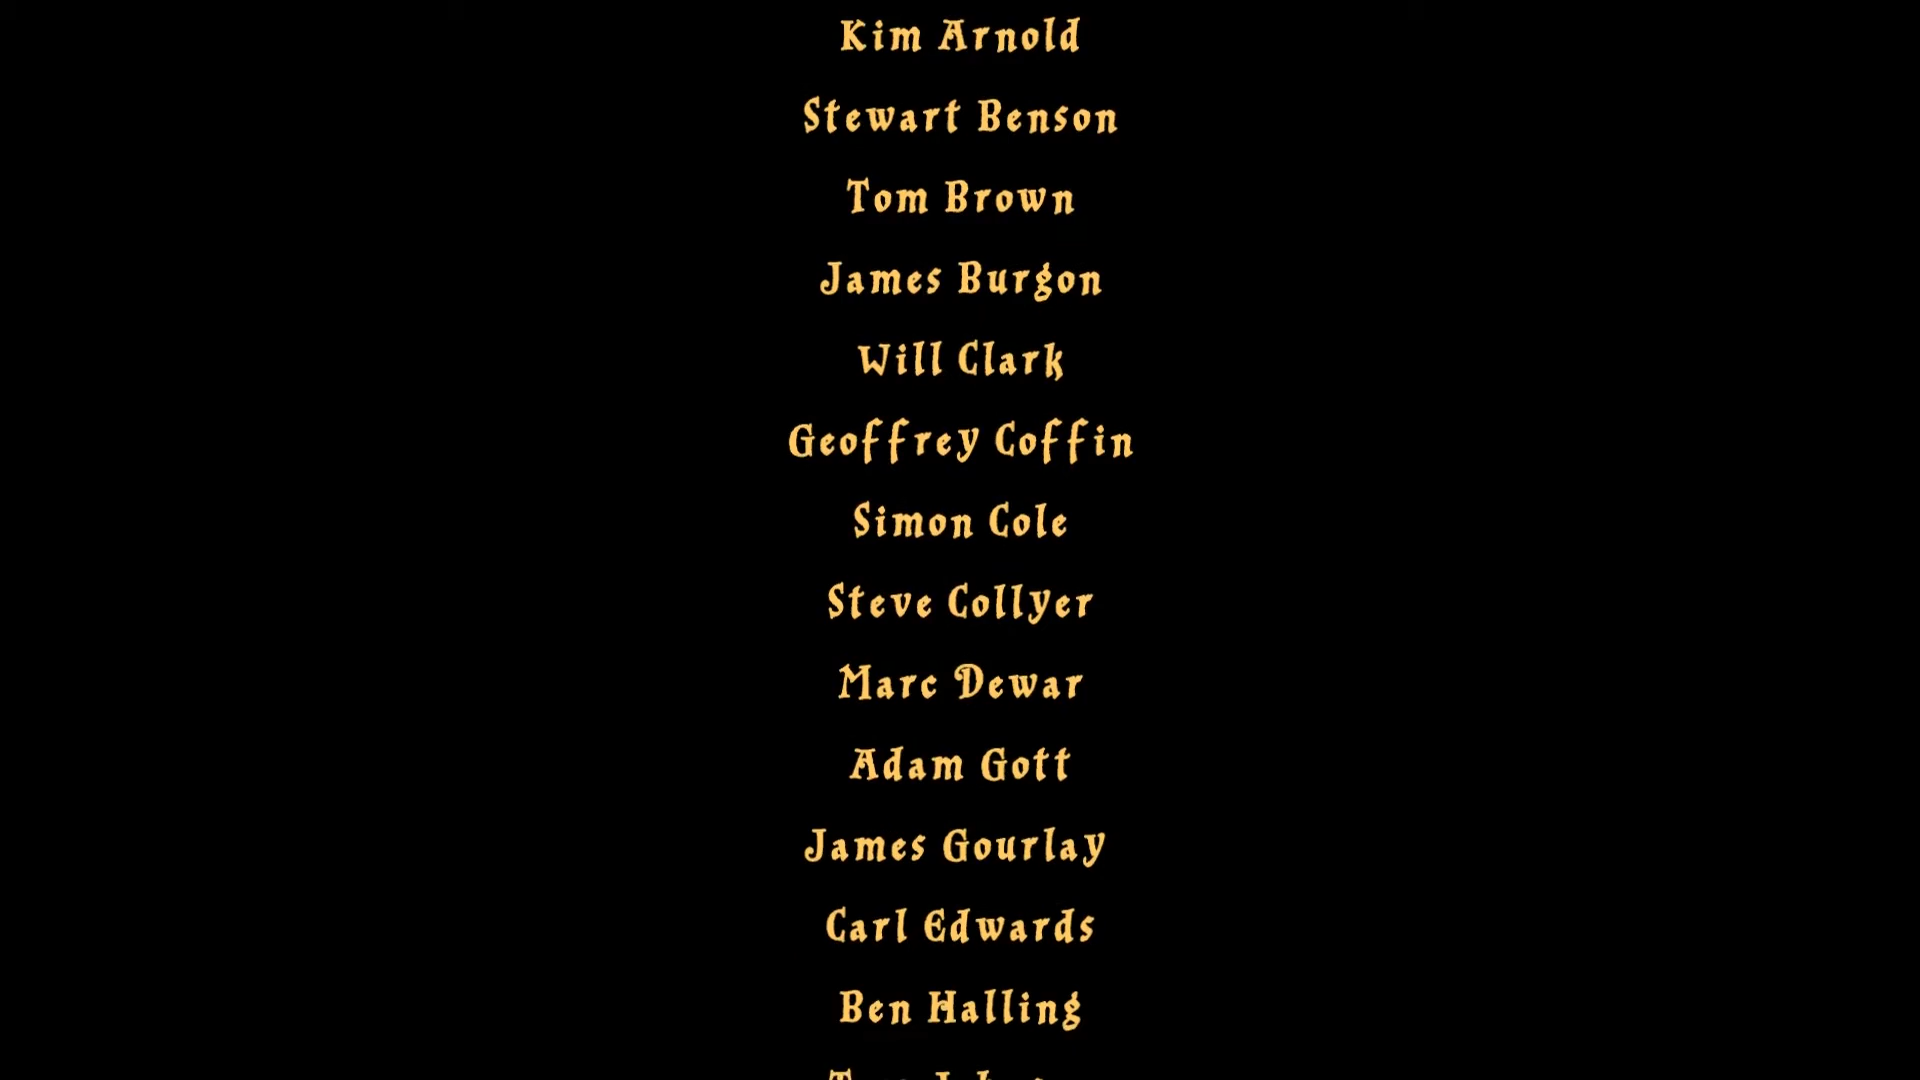 Kim Arnold
Stewart Benson
Tom Brown
James Burgon
Will Clark
Geoffrey Coffin
Simon Cole
Steve Collyer
Marc Dewar
Adam Gott
James Gourlay
Carl Edwards
Ben Halling